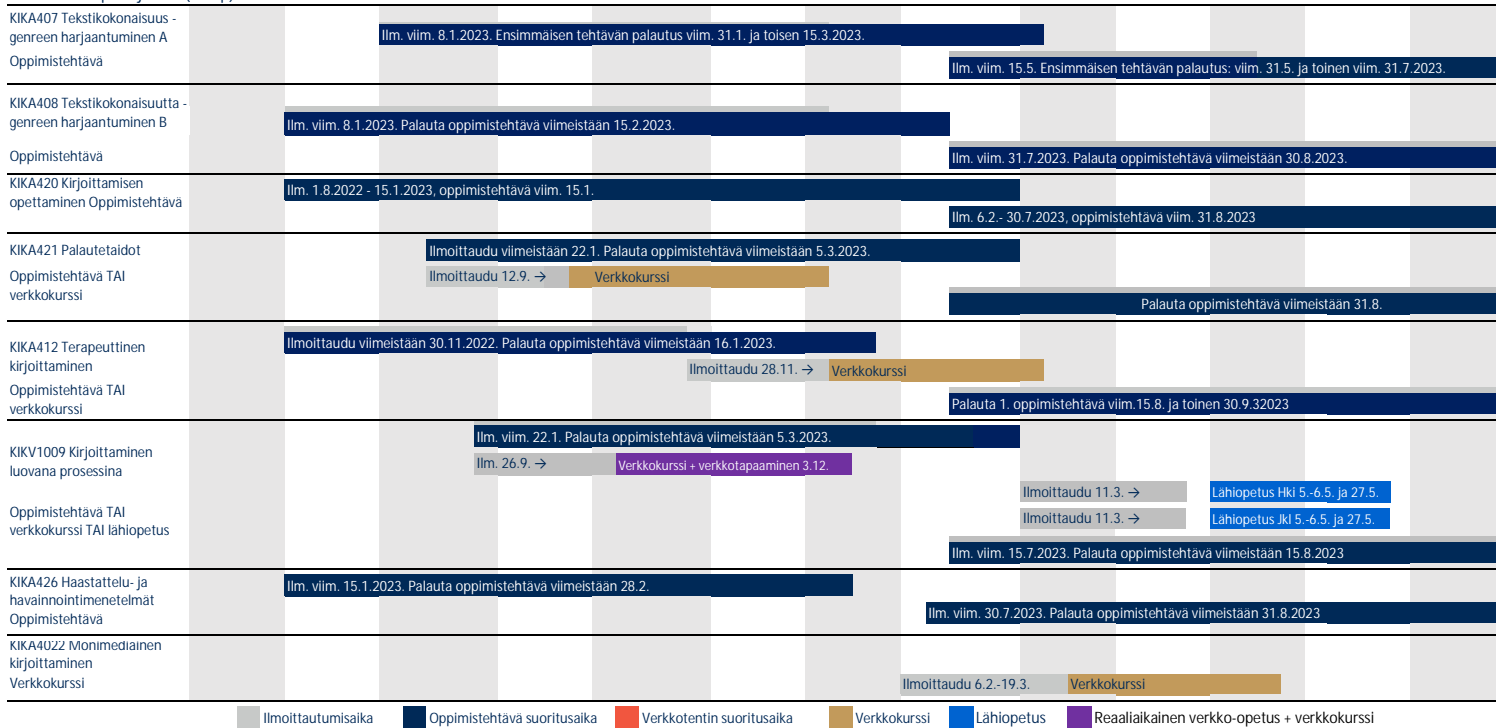 KIKA407 Tekstikokonaisuus -
genreen harjaantuminen A
Ilm. viim. 8.1.2023. Ensimmäisen tehtävän palautus viim. 31.1. ja toisen 15.3.2023.
Oppimistehtävä
Ilm. viim. 15.5. Ensimmäisen tehtävän palautus: viim. 31.5. ja toinen viim. 31.7.2023.
KIKA408 Tekstikokonaisuutta -
genreen harjaantuminen B
Ilm. viim. 8.1.2023. Palauta oppimistehtävä viimeistään 15.2.2023.
Oppimistehtävä
Ilm. viim. 31.7.2023. Palauta oppimistehtävä viimeistään 30.8.2023.
KIKA420 Kirjoittamisen
opettaminen Oppimistehtävä
Ilm. 1.8.2022 - 15.1.2023, oppimistehtävä viim. 15.1.
Ilm. 6.2.- 30.7.2023, oppimistehtävä viim. 31.8.2023
KIKA421 Palautetaidot
Ilmoittaudu viimeistään 22.1. Palauta oppimistehtävä viimeistään 5.3.2023.
Oppimistehtävä TAI
verkkokurssi
Ilmoittaudu 12.9. →
Verkkokurssi
Palauta oppimistehtävä viimeistään 31.8.
KIKA412 Terapeuttinen
kirjoittaminen
Ilmoittaudu viimeistään 30.11.2022. Palauta oppimistehtävä viimeistään 16.1.2023.
Ilmoittaudu 28.11. →
Verkkokurssi
Oppimistehtävä TAI
verkkokurssi
Palauta 1. oppimistehtävä viim.15.8. ja toinen 30.9.32023
KIKV1009 Kirjoittaminen
luovana prosessina
Ilm. viim. 22.1. Palauta oppimistehtävä viimeistään 5.3.2023.
Ilm. 26.9. →
Verkkokurssi + verkkotapaaminen 3.12.
Ilmoittaudu 11.3. →
Lähiopetus Hki 5.-6.5. ja 27.5.
Oppimistehtävä TAI
verkkokurssi TAI lähiopetus
Ilmoittaudu 11.3. →
Lähiopetus Jkl 5.-6.5. ja 27.5.
Ilm. viim. 15.7.2023. Palauta oppimistehtävä viimeistään 15.8.2023
KIKA426 Haastattelu- ja
havainnointimenetelmät
Oppimistehtävä
Ilm. viim. 15.1.2023. Palauta oppimistehtävä viimeistään 28.2.
Ilm. viim. 30.7.2023. Palauta oppimistehtävä viimeistään 31.8.2023
KIKA4022 Monimediainen
kirjoittaminen
Verkkokurssi
Ilmoittaudu 6.2.-19.3.
Verkkokurssi
Ilmoittautumisaika
Oppimistehtävä suoritusaika
Verkkotentin suoritusaika
Verkkokurssi
Lähiopetus
Reaaliaikainen verkko-opetus + verkkokurssi